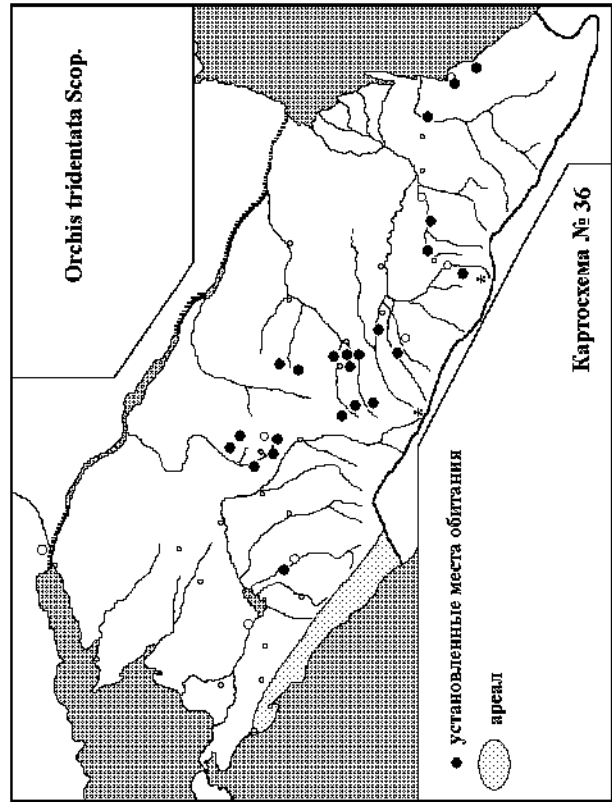 Orchis tridentata Scop.
Картосхема № 36
установленные места обитания
ареал